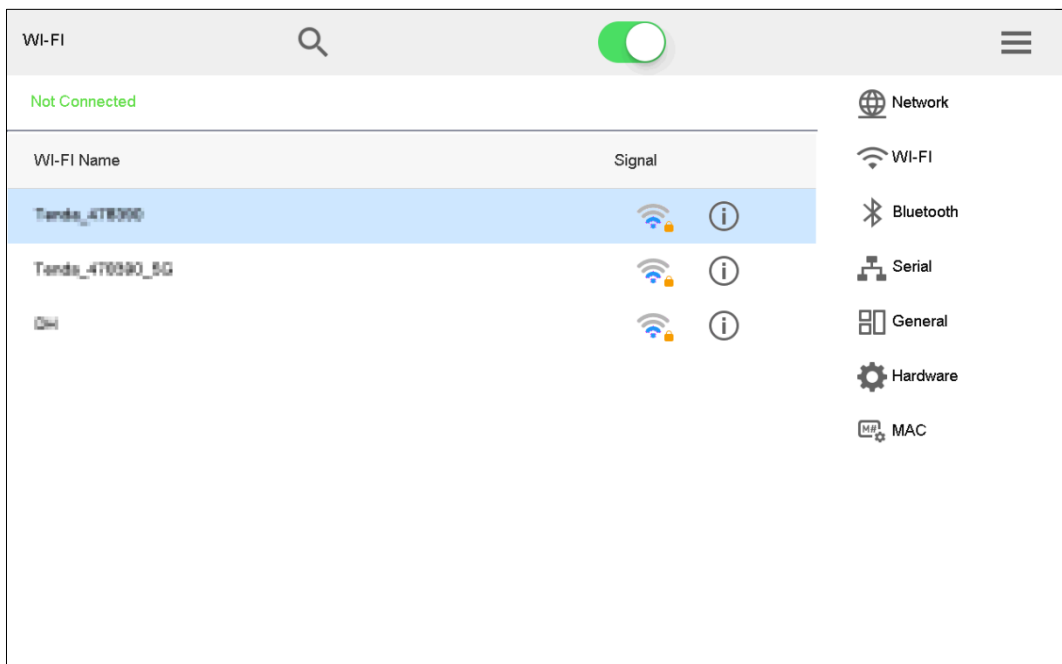 WI-FI
Not Connected
WI-FI Name Signal
Network
WI-FI
Bluetooth
Serial
General
Hardware
M# MAC